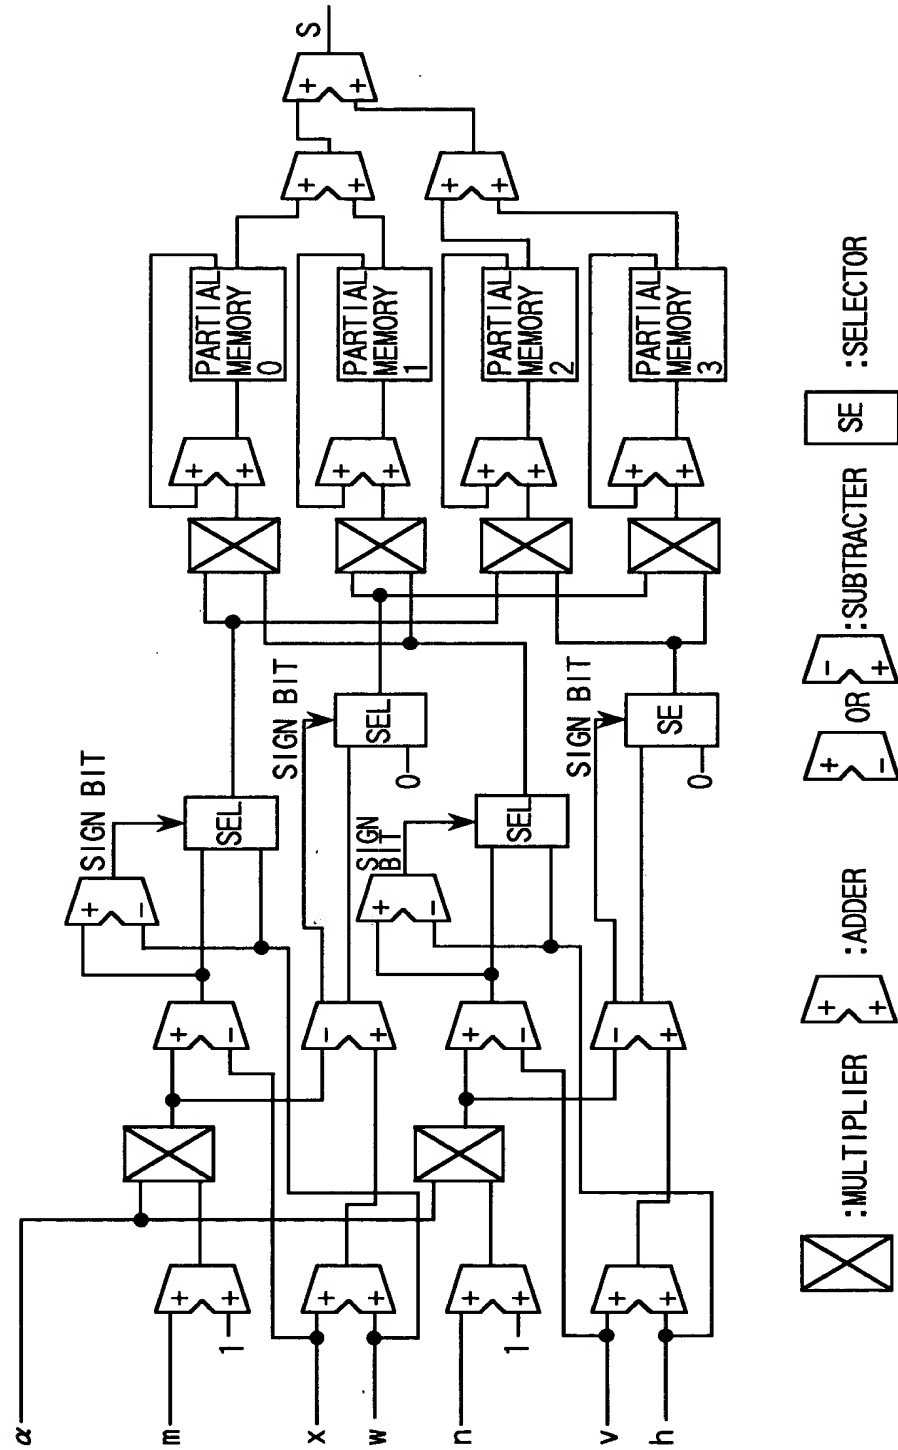 α
m
1
x
w
n
1
v
h
+
+
+
+
+
+
+
+
+
-
-
+
+
-
-
+
+
-
SIGN BIT
SEL
SIGN BIT
SEL
0
+
-
SIGN
BIT
SEL
SIGN BIT
SE
0
+
+
+
+
+
+
+
+
PARTIAL
MEMORY
0
PARTIAL
MEMORY
1
PARTIAL
MEMORY
2
PARTIAL
MEMORY
3
+
+
+
+
+
+
S
:MULTIPLIER
+
+
:ADDER
+
-
OR
-
+
:SUBTRACTER
SE
:SELECTOR